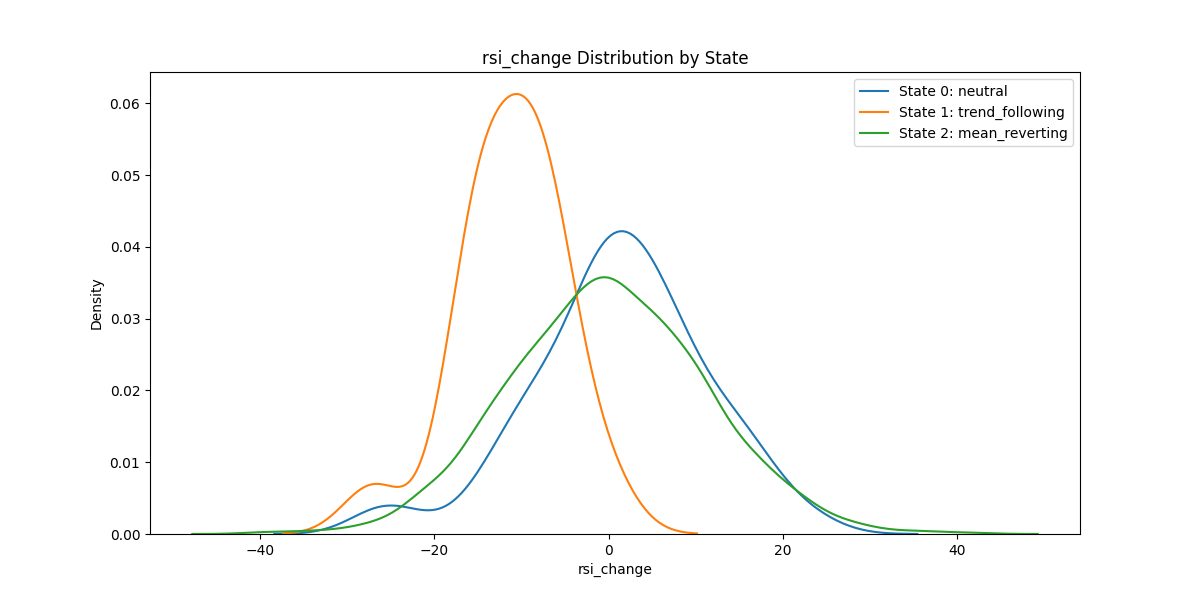 rsi_change Distribution by State
State 0: neutral
State 1: trend_following
State 2: mean_reverting
0.06
0.05
0.04
0.03
0.02
0.01
0.00
Density
−40
−20
0
20
40
rsi_change